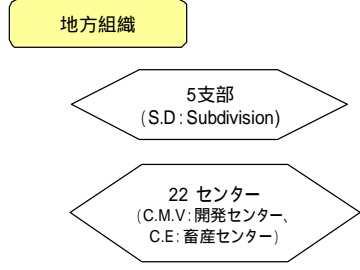 地方組織
5支部
(S.D:Subdivision)
22 センター
(C.M.V:開発センター、
C.E:畜産センター)